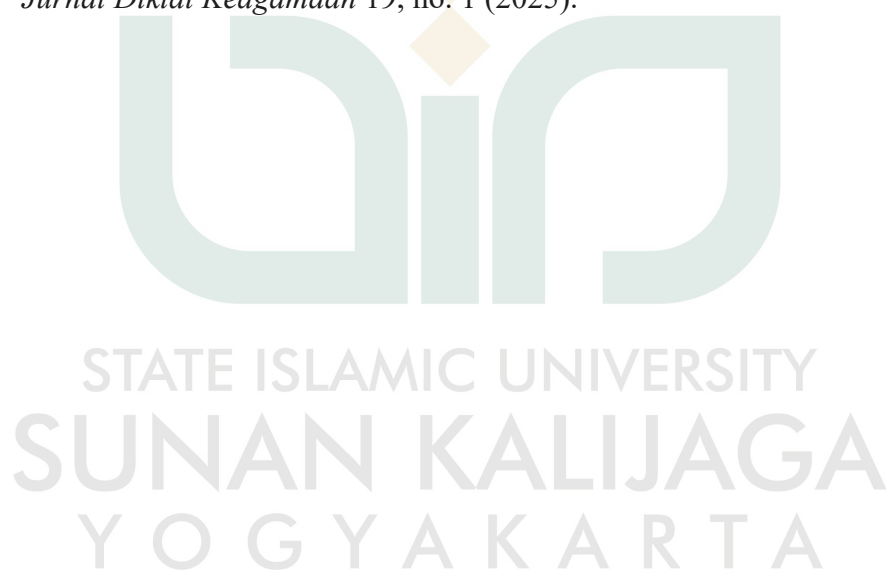 Jurnal Diklat Keagamaan 19, no. 1 (2025).
STATE ISLAMIC UNIVERSITY
SUNAN KALIJAGA
YOGYAKARTA